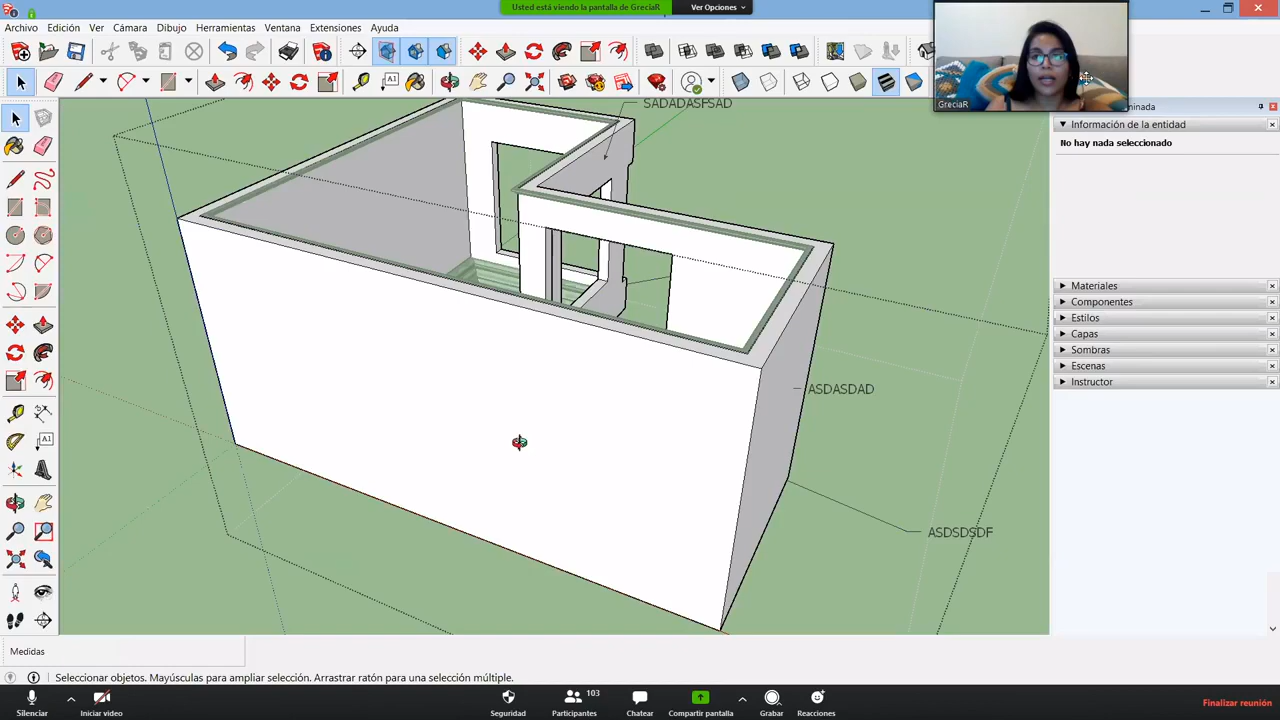 Usted está viendo la pantalla de GreciaR
Ver Opciones
Archivo Edición Ver Cámara Dibujo Herramientas Ventana Extensiones Ayuda
A1
GreciaR
minada
Información de la entidad
No hay nada seleccionado
SADADASFSAD
ASDASDAD
ASDSDSDF
Materiales
Componentes
Estilos
Capas
Sombras
Escenas
Instructor
A1
Medidas
Seleccionar objetos. Mayúsculas para ampliar selección. Arrastrar ratón para una selección múltiple.
103
Silenciar
Iniciar video
Seguridad
Participantes
Chatear
Compartir pantalla
Grabar
Reacciones
Finalizar reunión